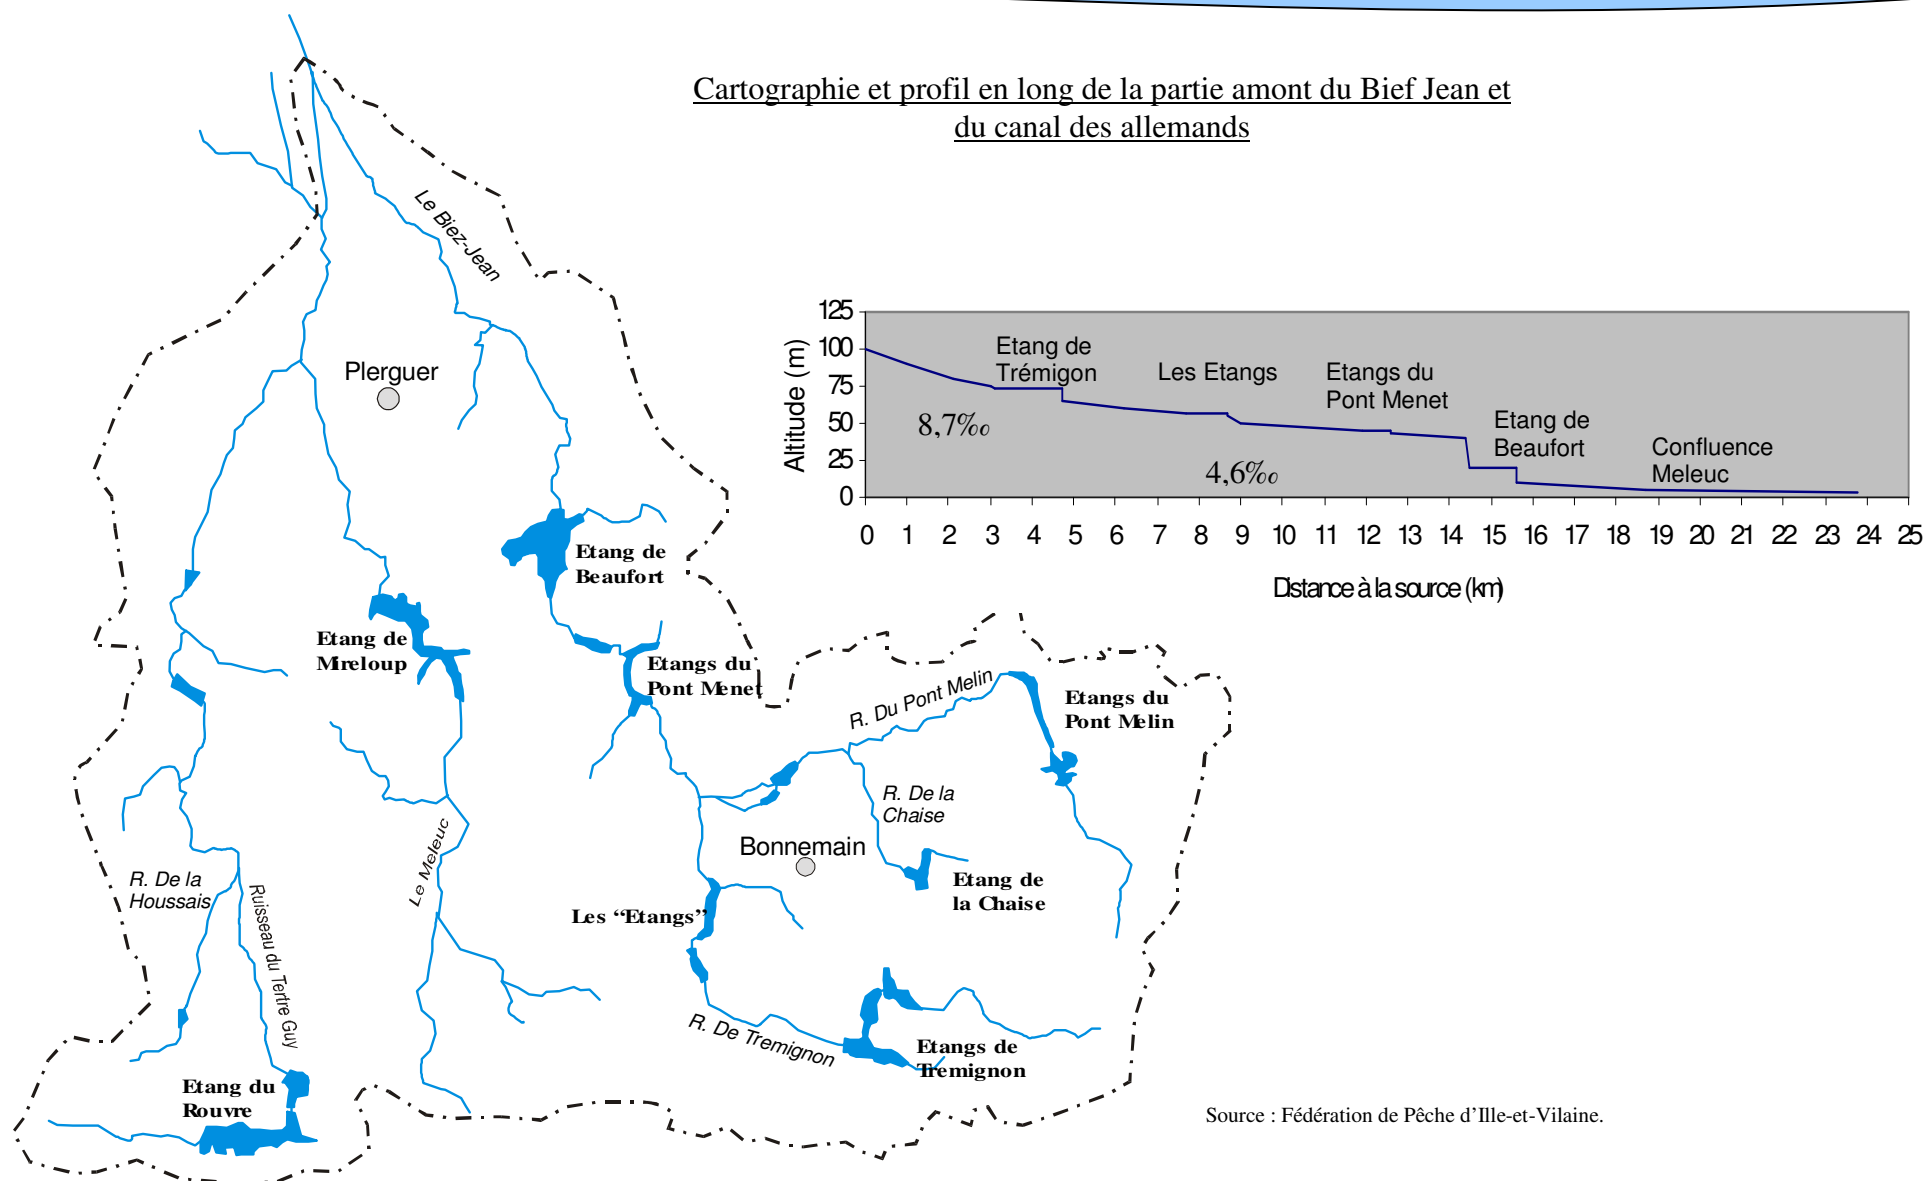 Cartographie et profil en long de la partie amont du Bief Jean et
du canal des allemands
Le Biez-Jean
Plerguer
125
100
75
50
25
0
Altitude (m)
Etang de
Trémigon
Les Etangs
Etangs du
Pont Menet
Etang de
Beaufort
Confluence
Meleuc
8,7‰
4,6‰
0 1 2 3 4 5 6 7 8 9 10 11 12 13 14 15 16 17 18 19 20 21 22 23 24 25
Distance à la source (km)
Etang de
Beaufort
Etang de
Mireloup
Etangs du
Pont Menet
R. Du Pont Melin
Etangs du
Pont Melin
R. De la
Chaise
Bonnemain
Etang de
la Chaise
Le Meleuc
R. De la
Houssais
Ruisseau du Tertre Guy
Les “Etangs”
R. De Tremignon
Etangs de
Tremignon
Etang du
Rouvre
Source : Fédération de Pêche d’Ille-et-Vilaine.